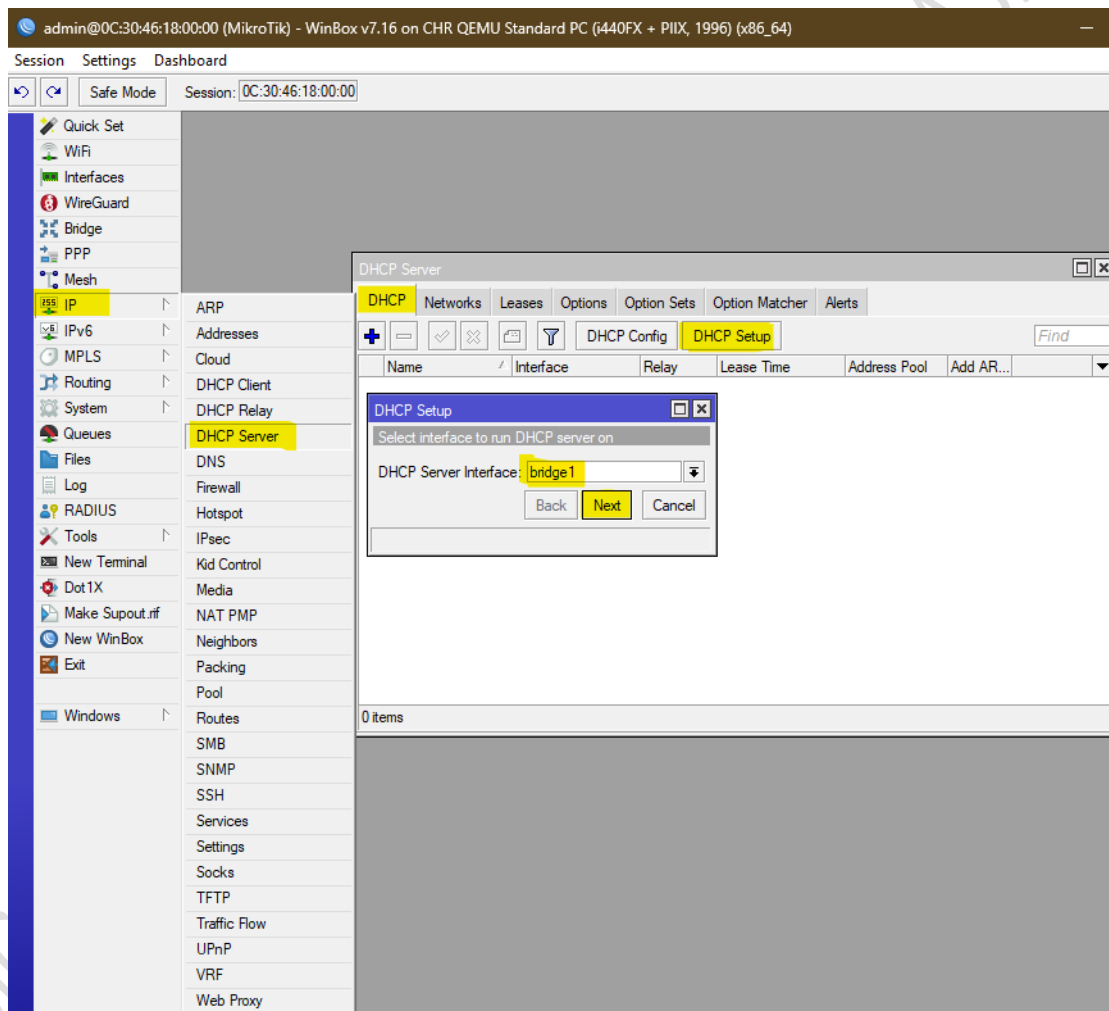 admin@0C:30:46:18:00:00 (MikroTik) - WinBox v7.16 on CHR QEMU Standard PC (i440FX + PIIX, 1996) (x86_64)
Session Settings Dashboard
Safe Mode Session: 0C:30:46:18:00:00
Quick Set
WiFi
Interfaces
WireGuard
Bridge
PPP
Mesh
IP
IPv6
MPLS
Routing
System
Queues
Files
Log
RADIUS
Tools
New Terminal
Dot1X
Make Supout.rif
New WinBox
Exit
Windows
ARP
Addresses
Cloud
DHCP Client
DHCP Relay
DHCP Server
DNS
Firewall
Hotspot
IPsec
Kid Control
Media
NAT PMP
Neighbors
Packing
Pool
Routes
SMB
SNMP
SSH
Services
Settings
Socks
TFTP
Traffic Flow
UPnP
VRF
Web Proxy
DHCP Server
DHCP Networks Leases Options Option Sets Option Matcher Alerts
DHCP Config DHCP Setup Find
Name Interface Relay Lease Time Address Pool Add AR...
DHCP Setup
Select interface to run DHCP server on
DHCP Server Interface: bridge1
Back Next Cancel
0 items